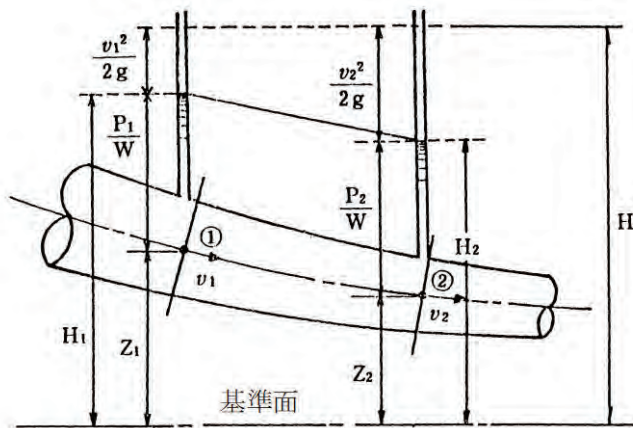 v₁²
2g
v₂²
2g
P₁
W
P₂
W
H
①
②
H₂
v₁
v₂
H₁
Z₁
Z₂
基準面